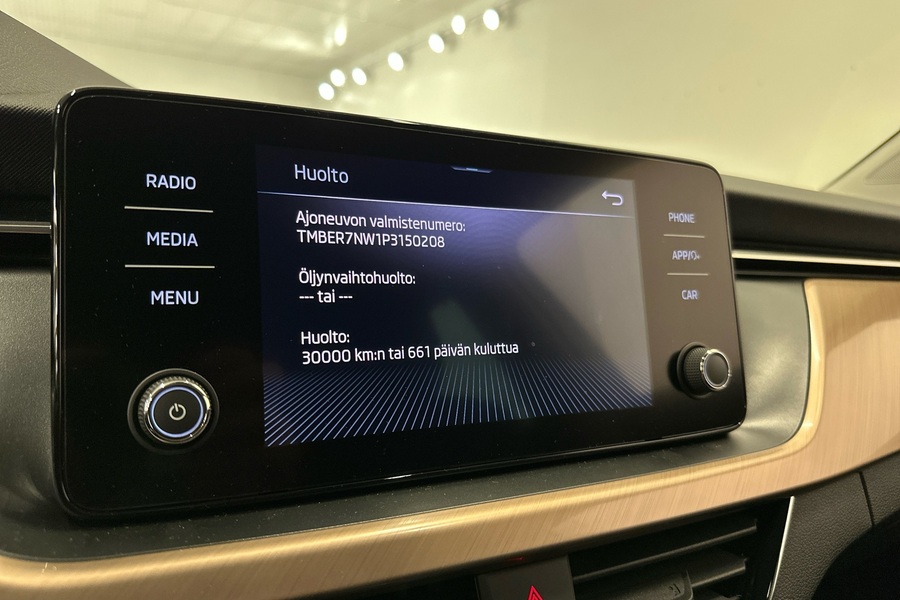 RADIO
MEDIA
MENU
Huolto
Ajoneuvon valmistenumero:
TMBER7NW1P3150208
Öljynvaihtohuolto:
--- tai ---
Huolto:
30000 km:n tai 661 päivän kuluttua
PHONE
APP/
CAR